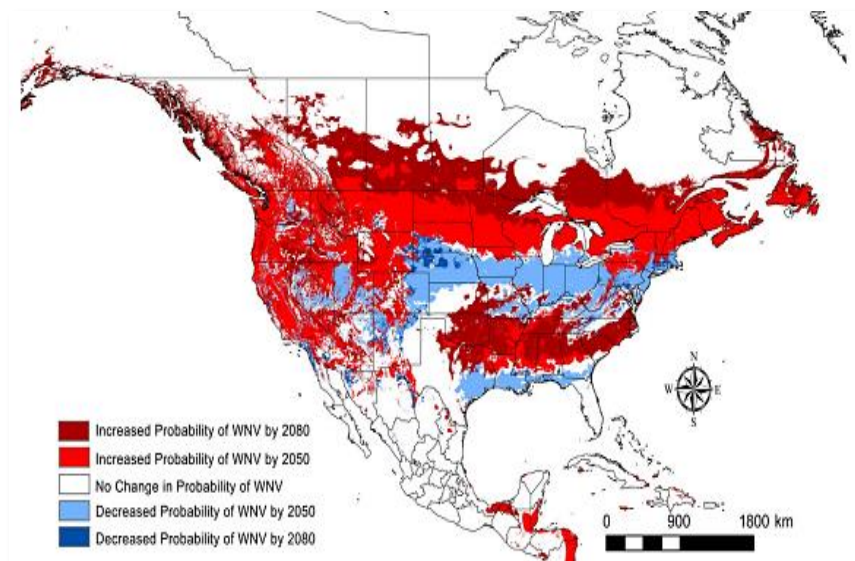 N
W E
S
Increased Probability of WNV by 2080
Increased Probability of WNV by 2050
No Change in Probability of WNV
Decreased Probability of WNV by 2050
Decreased Probability of WNV by 2080
0 900 1800 km